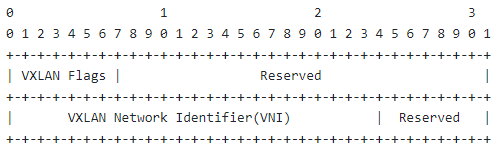 0                   1                   2                   3
0 1 2 3 4 5 6 7 8 9 0 1 2 3 4 5 6 7 8 9 0 1 2 3 4 5 6 7 8 9 0 1
+-+-+-+-+-+-+-+-+-+-+-+-+-+-+-+-+-+-+-+-+-+-+-+-+-+-+-+-+-+-+-+
| VXLAN Flags |                  Reserved                     |
+-+-+-+-+-+-+-+-+-+-+-+-+-+-+-+-+-+-+-+-+-+-+-+-+-+-+-+-+-+-+-+
|       VXLAN Network Identifier(VNI)           |  Reserved   |
+-+-+-+-+-+-+-+-+-+-+-+-+-+-+-+-+-+-+-+-+-+-+-+-+-+-+-+-+-+-+-+